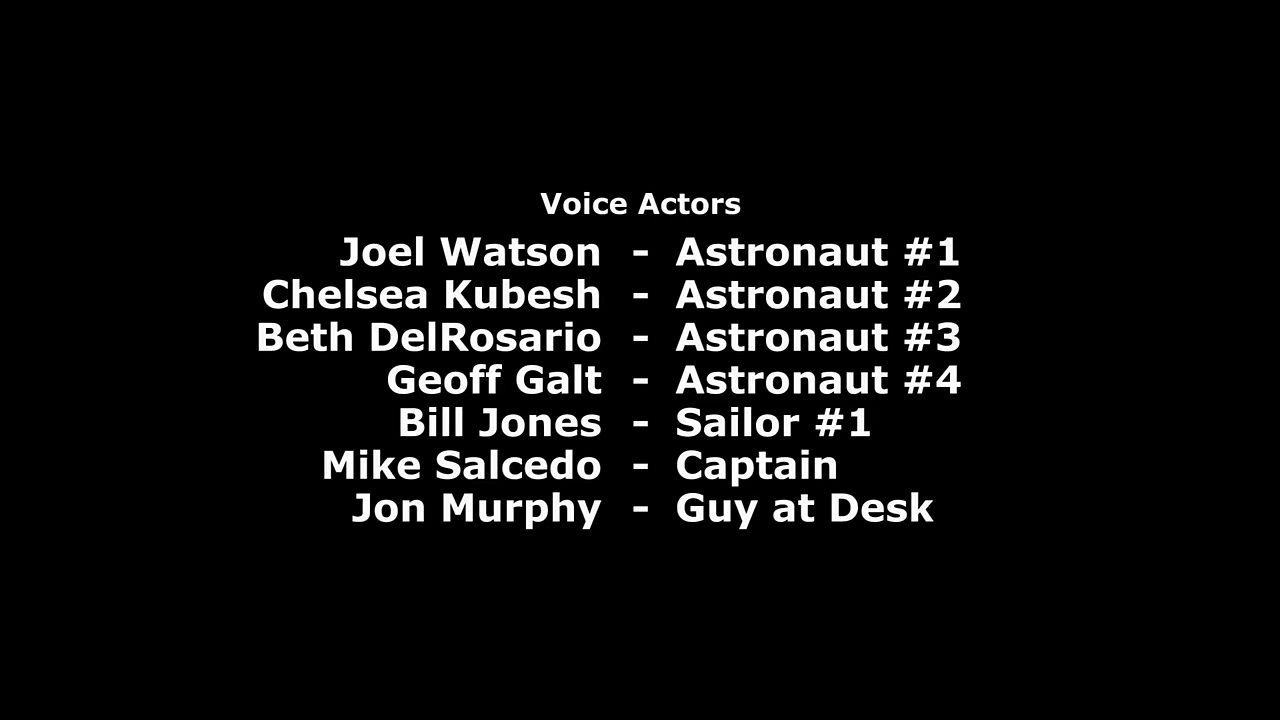 Voice Actors
Joel Watson - Astronaut #1
Chelsea Kubesh - Astronaut #2
Beth DelRosario - Astronaut #3
Geoff Galt - Astronaut #4
Bill Jones - Sailor #1
Mike Salcedo - Captain
Jon Murphy - Guy at Desk